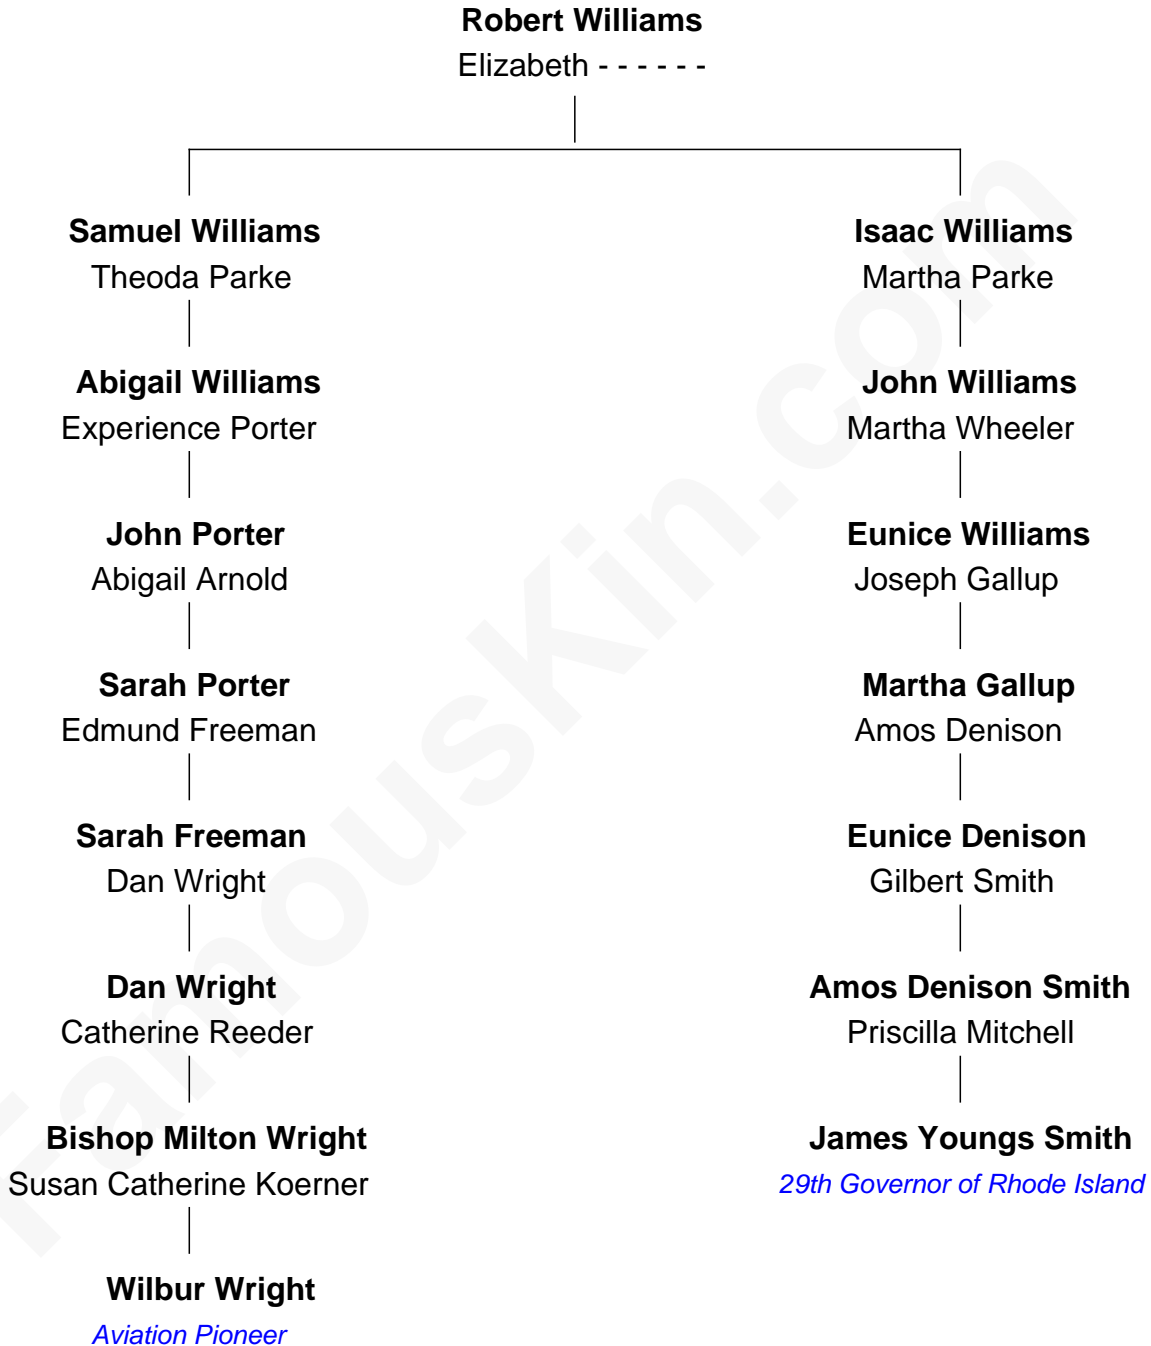 Robert Williams
Elizabeth - - - - - -
Samuel Williams
Theoda Parke
Isaac Williams
Martha Parke
Abigail Williams
Experience Porter
John Williams
Martha Wheeler
John Porter
Abigail Arnold
Eunice Williams
Joseph Gallup
Sarah Porter
Edmund Freeman
Martha Gallup
Amos Denison
Sarah Freeman
Dan Wright
Eunice Denison
Gilbert Smith
Dan Wright
Catherine Reeder
Amos Denison Smith
Priscilla Mitchell
Bishop Milton Wright
Susan Catherine Koerner
James Youngs Smith
29th Governor of Rhode Island
Wilbur Wright
Aviation Pioneer
FamousKin.com